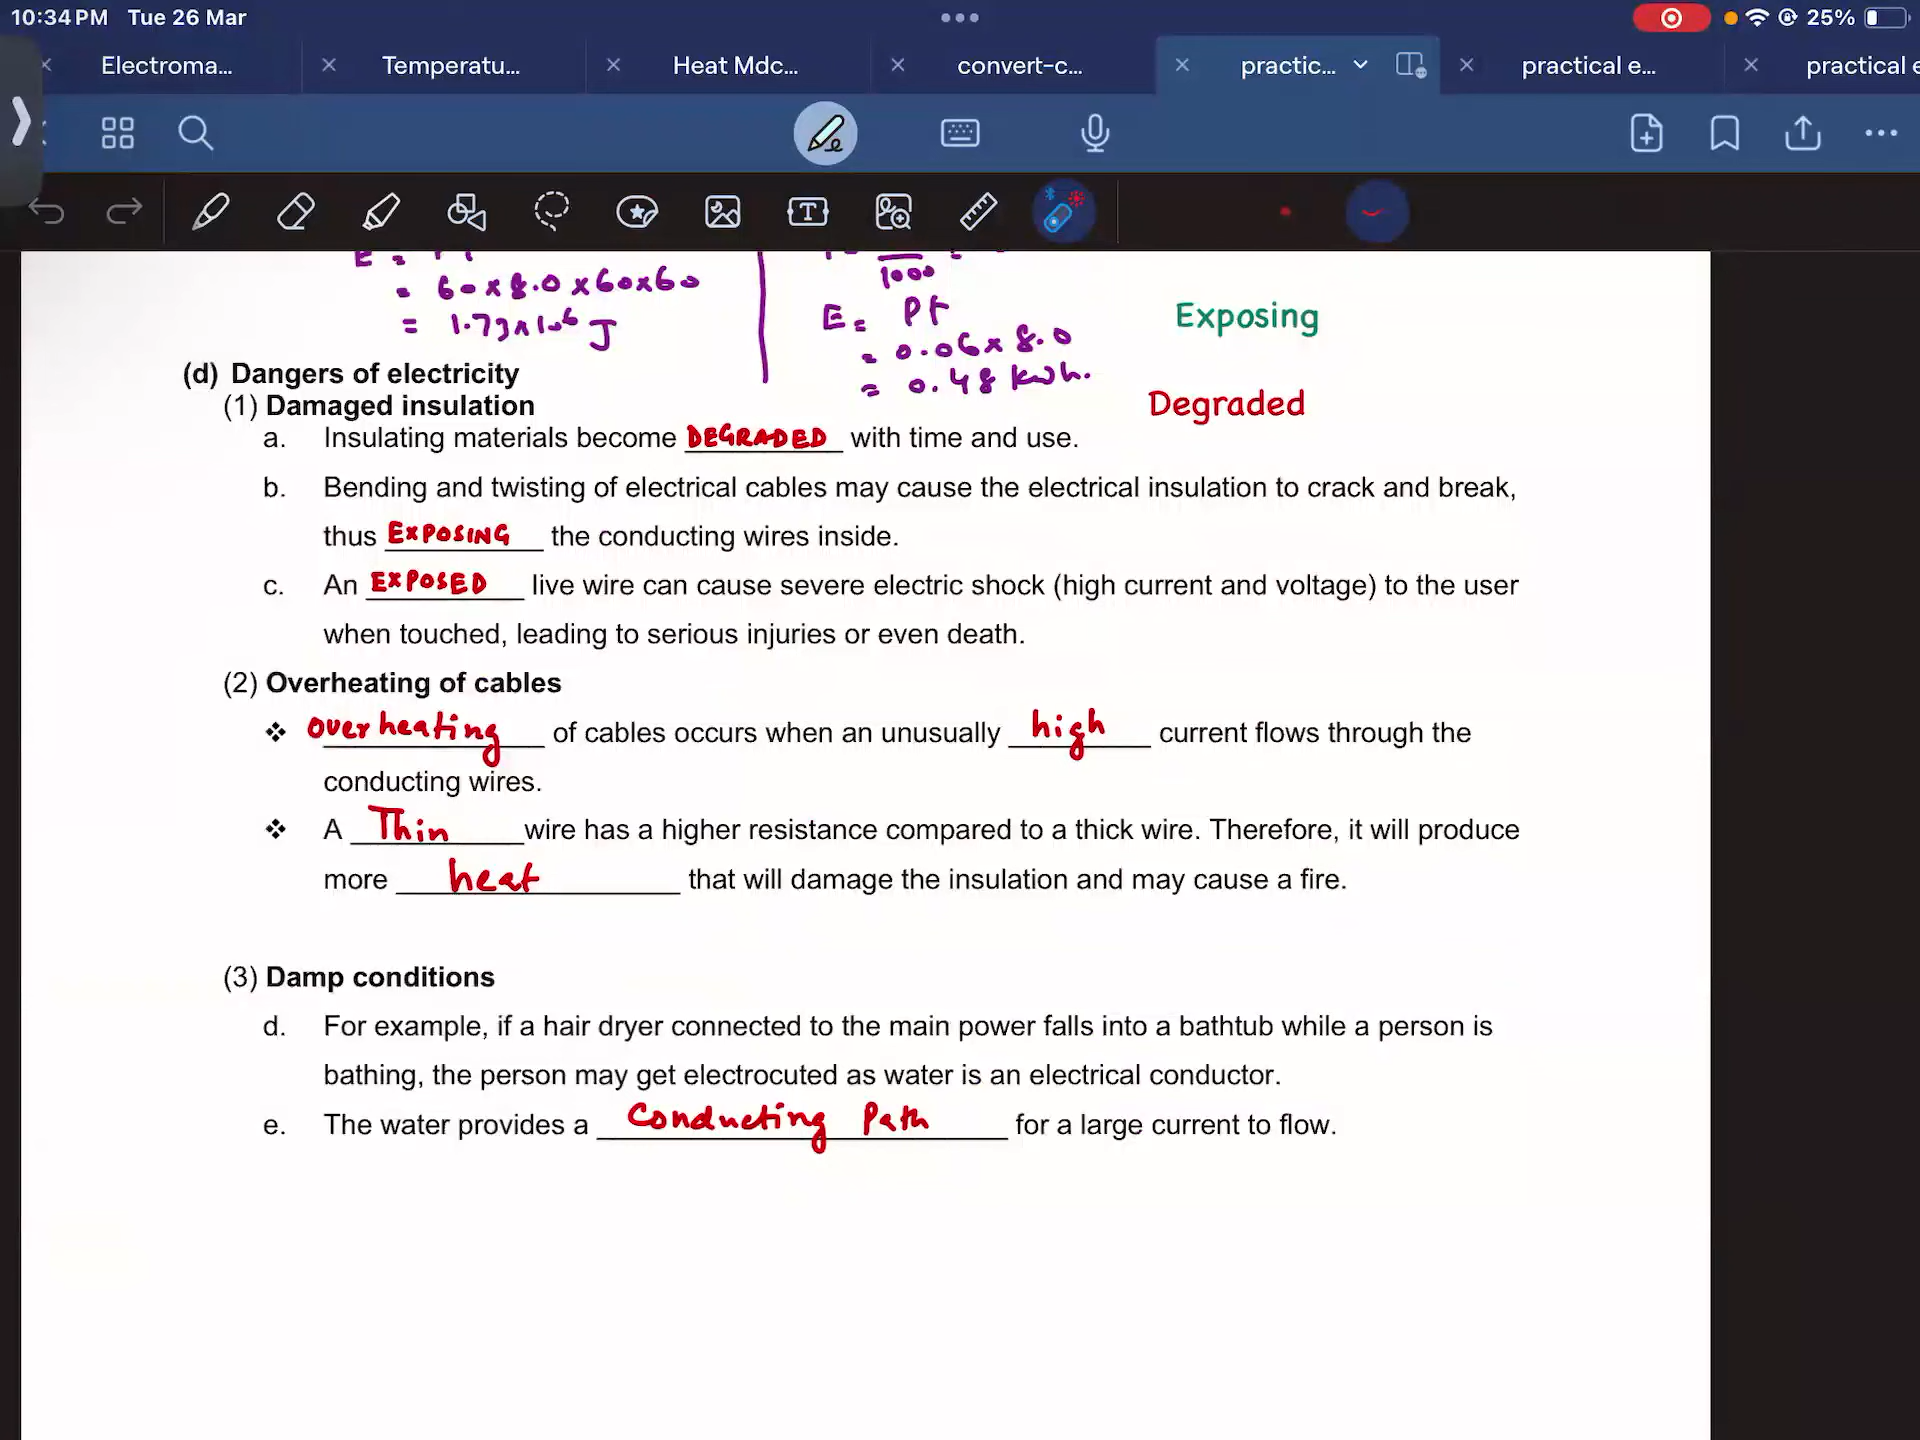 10:34 PM Tue 26 Mar
25%
Electroma...
Temperatu...
Heat Mdc...
convert-c...
practic...
practical e...
practical e
1000
= 60 x 8.0 x 60 x 60
= 1.73 x 10^6 J
E = Pt
= 0.06 x 8.0
= 0.48 kwh.
Exposing
Degraded
(d) Dangers of electricity
(1) Damaged insulation
a. Insulating materials become DEGRADED with time and use.
b. Bending and twisting of electrical cables may cause the electrical insulation to crack and break,
thus EXPOSING the conducting wires inside.
c. An EXPOSED live wire can cause severe electric shock (high current and voltage) to the user
when touched, leading to serious injuries or even death.
(2) Overheating of cables
❖ overheating of cables occurs when an unusually high current flows through the
conducting wires.
❖ A Thin wire has a higher resistance compared to a thick wire. Therefore, it will produce
more heat that will damage the insulation and may cause a fire.
(3) Damp conditions
d. For example, if a hair dryer connected to the main power falls into a bathtub while a person is
bathing, the person may get electrocuted as water is an electrical conductor.
e. The water provides a Conducting Path for a large current to flow.